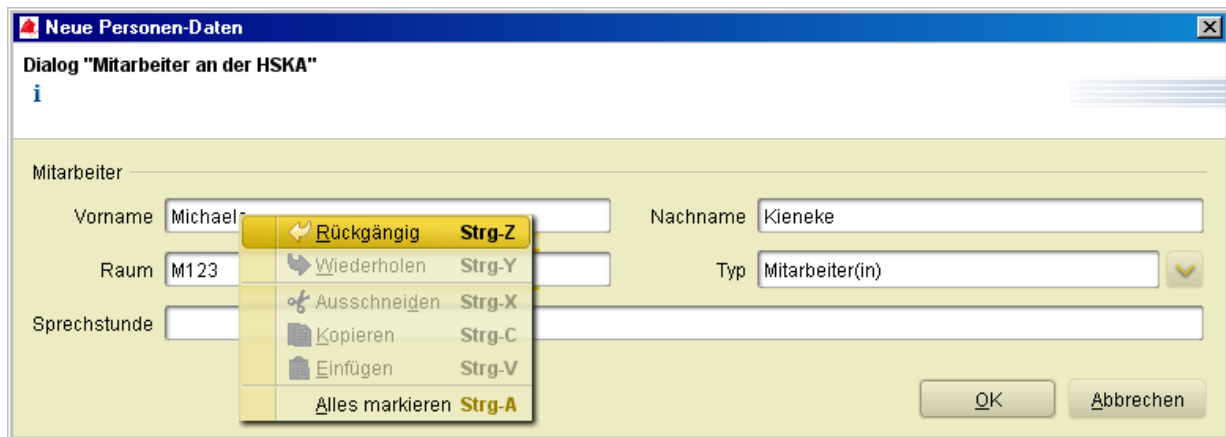 Neue Personen-Daten
Dialog "Mitarbeiter an der HSKA"
i
Mitarbeiter
Vorname
Nachname Kieneke
Rückgängig Strg-Z
Raum M123
Wiederholen Strg-Y
Typ Mitarbeiter(in)
Ausschneiden Strg-X
Sprechstunde
Kopieren Strg-C
Einfügen Strg-V
Alles markieren Strg-A
OK Abbrechen